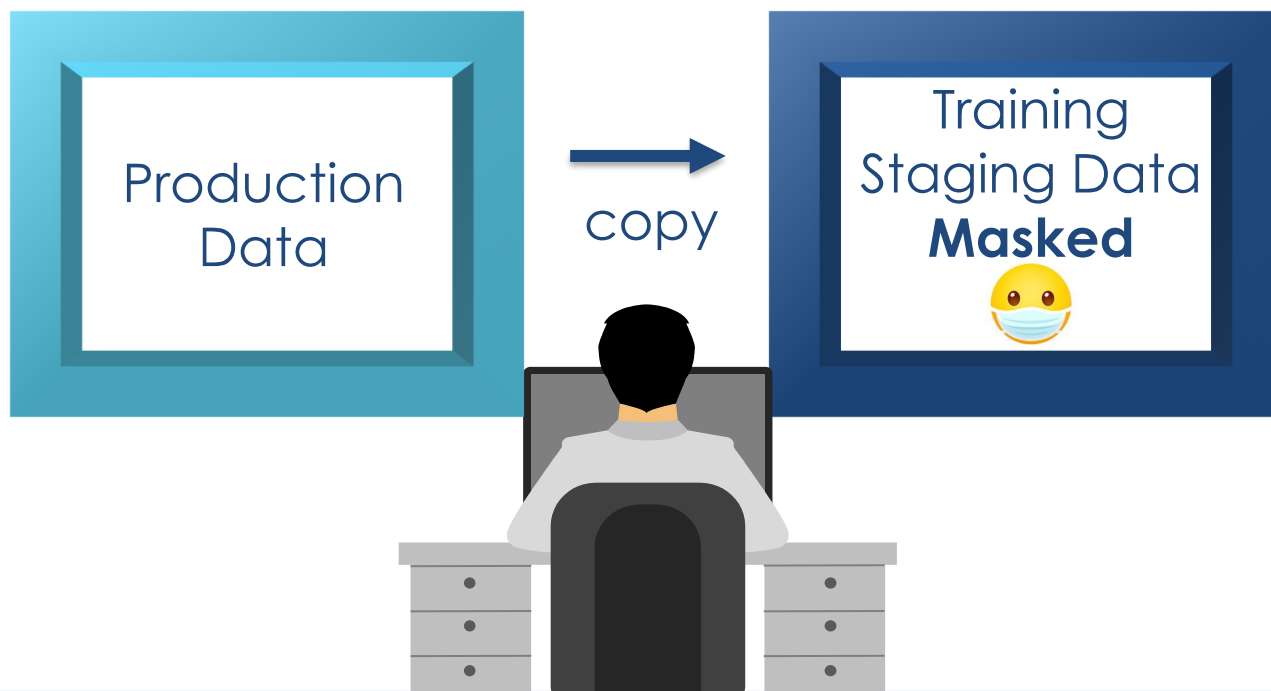 Production
Data
copy
Training
Staging Data
Masked